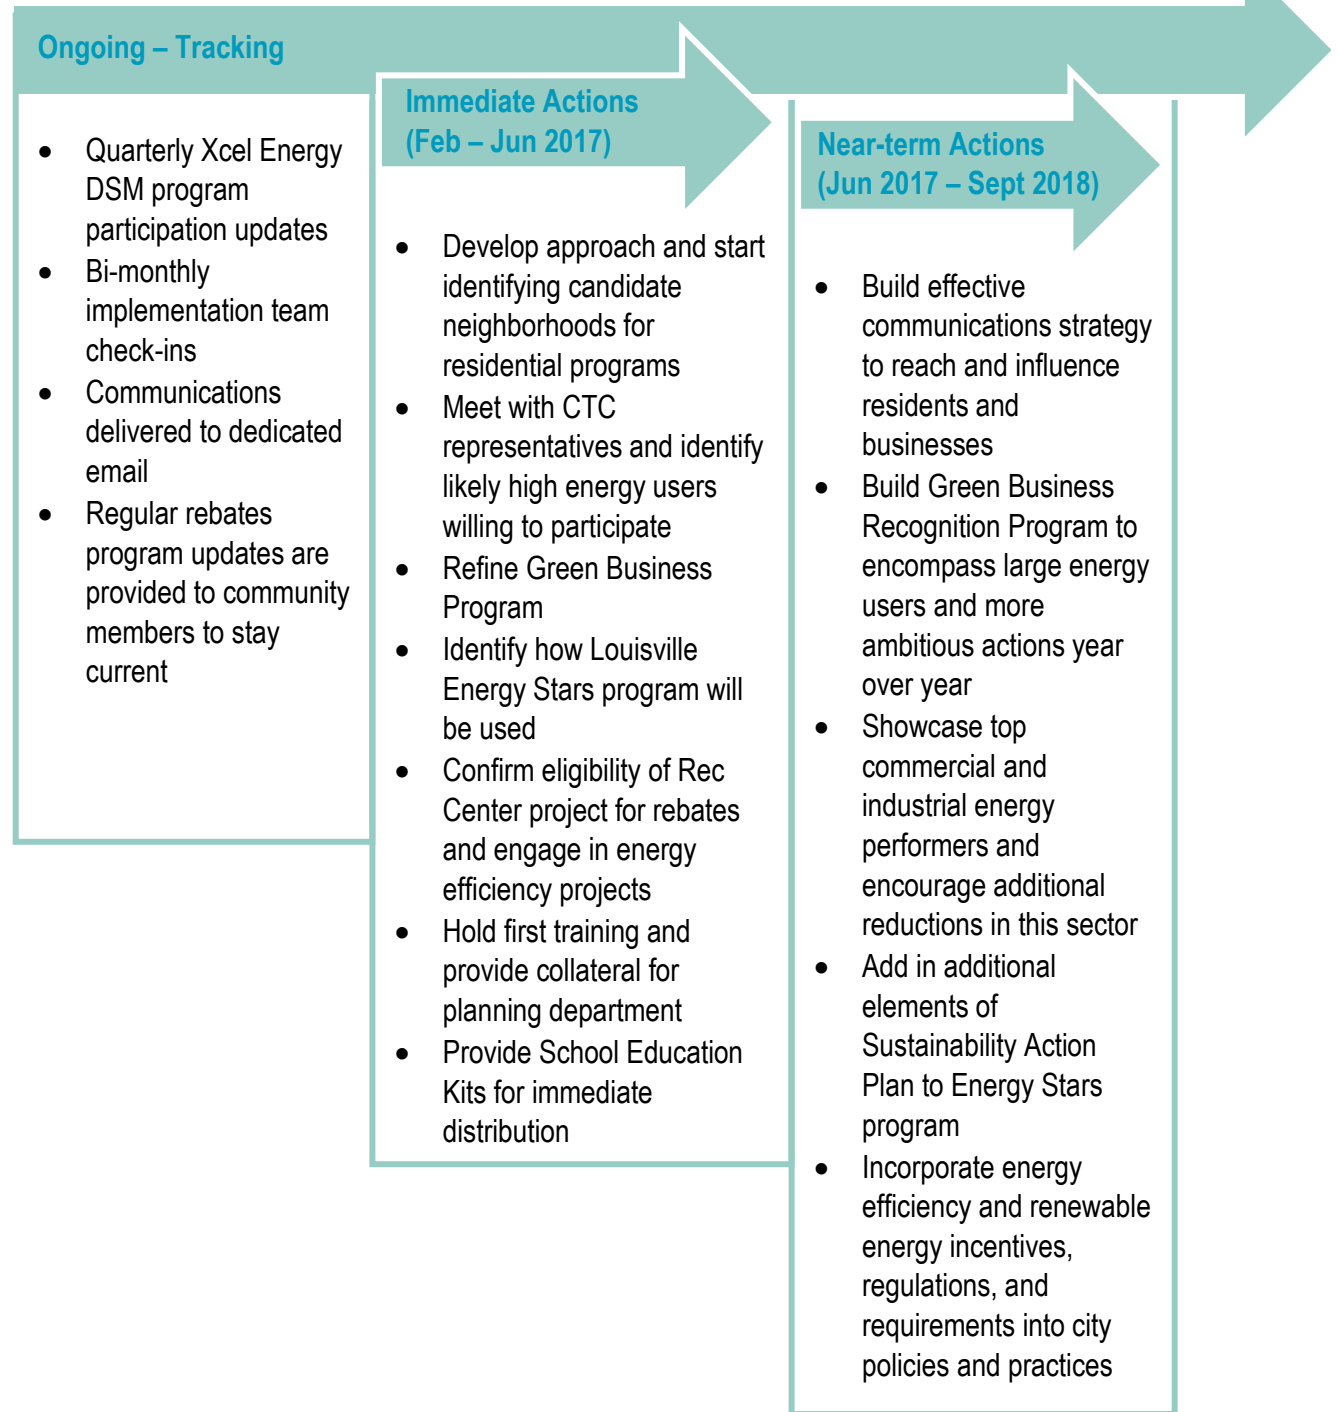 Ongoing – Tracking
• Quarterly Xcel Energy
DSM program
participation updates
• Bi-monthly
implementation team
check-ins
• Communications
delivered to dedicated
email
• Regular rebates
program updates are
provided to community
members to stay
current
Immediate Actions
(Feb – Jun 2017)
• Develop approach and start
identifying candidate
neighborhoods for
residential programs
• Meet with CTC
representatives and identify
likely high energy users
willing to participate
• Refine Green Business
Program
• Identify how Louisville
Energy Stars program will
be used
• Confirm eligibility of Rec
Center project for rebates
and engage in energy
efficiency projects
• Hold first training and
provide collateral for
planning department
• Provide School Education
Kits for immediate
distribution
Near-term Actions
(Jun 2017 – Sept 2018)
• Build effective
communications strategy
to reach and influence
residents and
businesses
• Build Green Business
Recognition Program to
encompass large energy
users and more
ambitious actions year
over year
• Showcase top
commercial and
industrial energy
performers and
encourage additional
reductions in this sector
• Add in additional
elements of
Sustainability Action
Plan to Energy Stars
program
• Incorporate energy
efficiency and renewable
energy incentives,
regulations, and
requirements into city
policies and practices